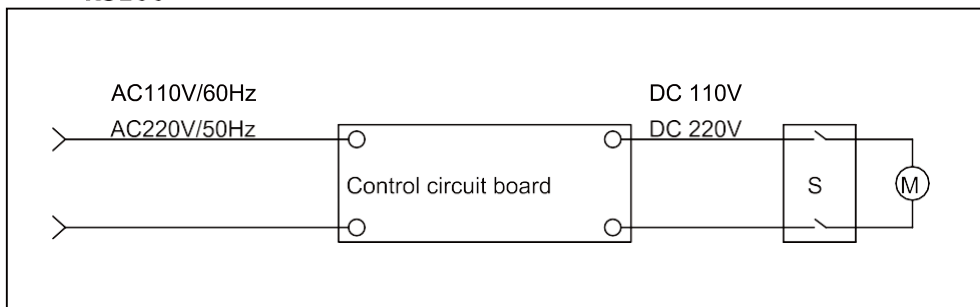 AC110V/60Hz
AC220V/50Hz
DC 110V
DC 220V
Control circuit board
S
M